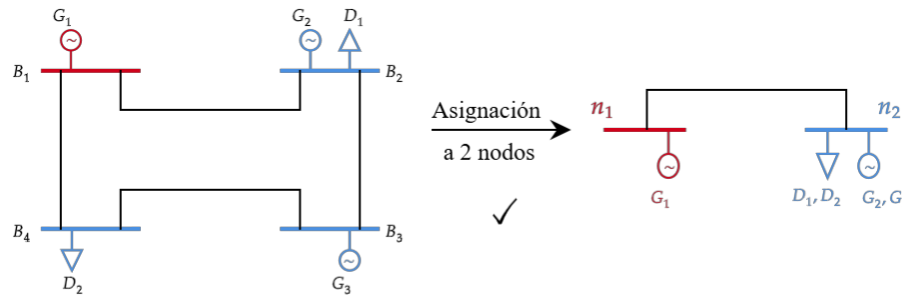 G₁
G₂
D₁
B₁
B₂
Asignación
a 2 nodos
✓
n₁
n₂
G₁
D₁, D₂
G₂, G
B₄
B₃
D₂
G₃